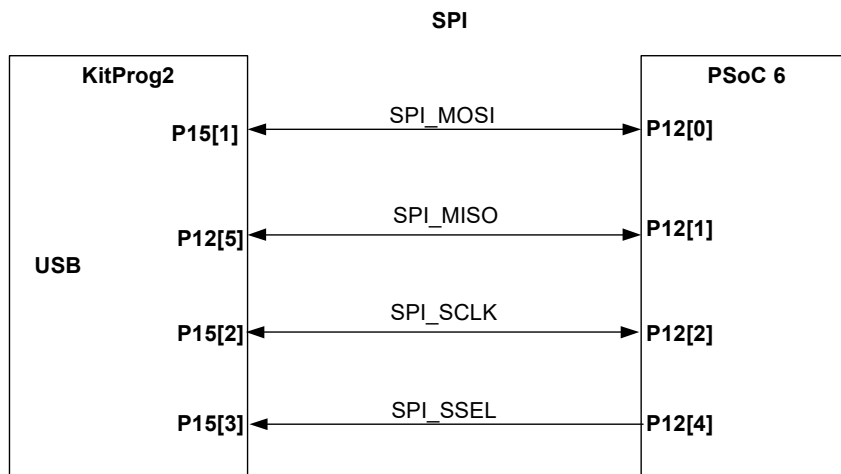 SPI
KitProg2
PSoC 6
P15[1]
SPI_MOSI
P12[0]
P12[5]
SPI_MISO
P12[1]
USB
P15[2]
SPI_SCLK
P12[2]
P15[3]
SPI_SSEL
P12[4]